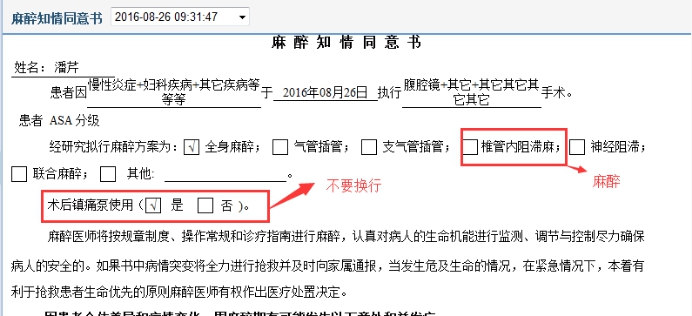 麻醉知情同意书 2016-08-26 09:31:47
麻 醉 知 情 同 意 书
姓名：潘芹
患者因慢性炎症+妇科疾病+其它疾病等等等于 2016年08月26日 执行腹腔镜+其它+其它其它其它其它手术。
患者 ASA 分级
经研究拟行麻醉方案为：√ 全身麻醉； 气管插管； 支气管插管； 椎管内阻滞麻； 神经阻滞；
联合麻醉； 其他: 。
不要换行 麻醉
术后镇痛泵使用（√ 是 否 )。
麻醉医师将按规章制度、操作常规和诊疗指南进行麻醉，认真对病人的生命机能进行监测、调节与控制尽力确保
病人的安全的。如果书中病情突变将全力进行抢救并及时向家属通报，当发生危及生命的情况，在紧急情况下，本着有
利于抢救患者生命优先的原则麻醉医师有权作出医疗处置决定。